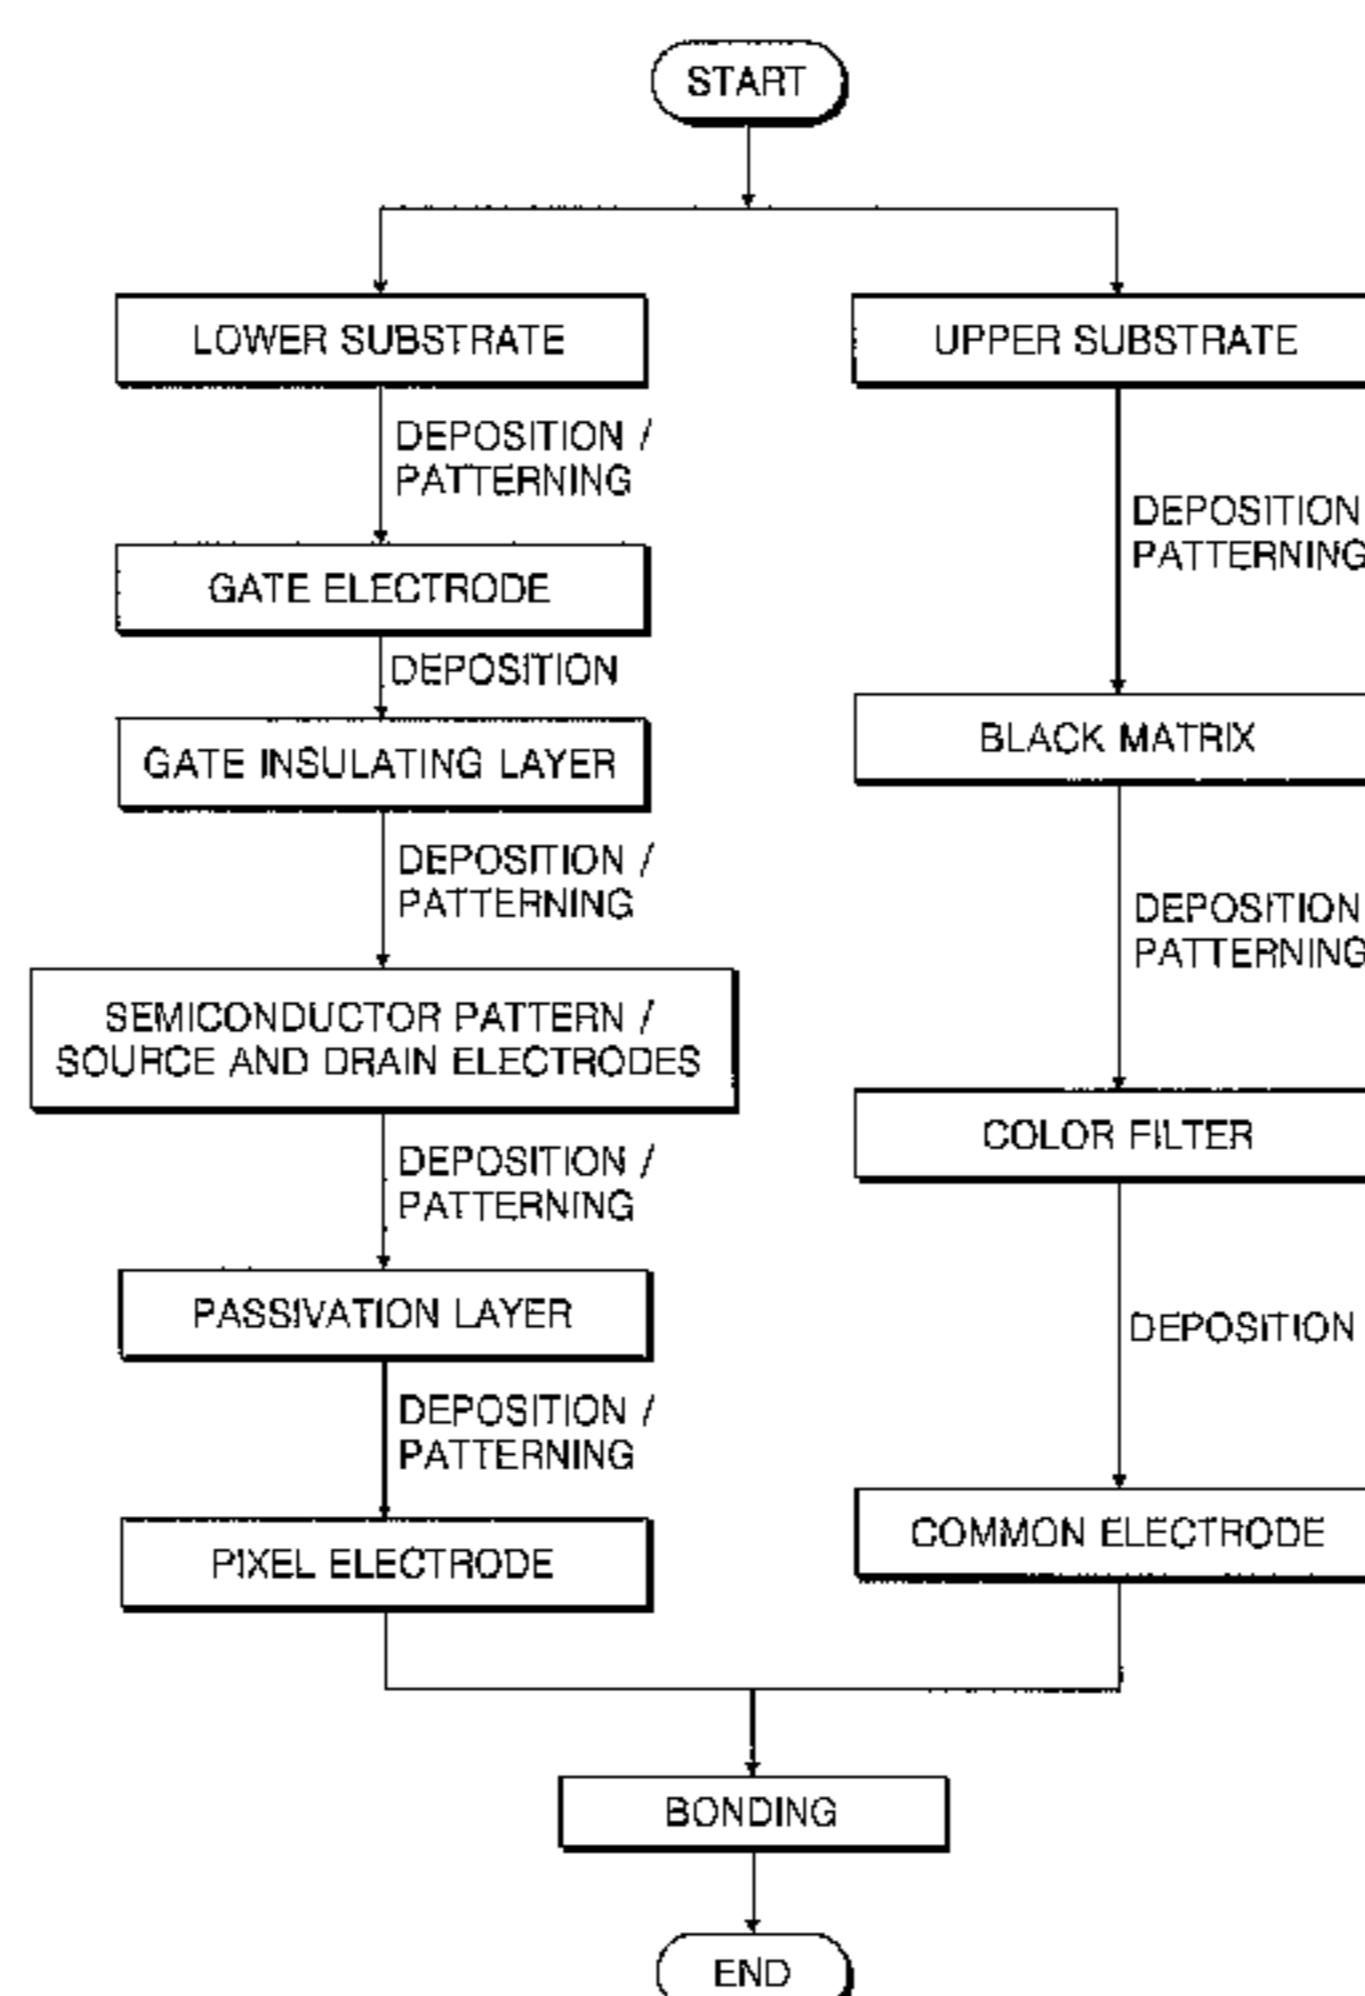 START
LOWER SUBSTRATE
DEPOSITION /
PATTERNING
GATE ELECTRODE
DEPOSITION
GATE INSULATING LAYER
DEPOSITION /
PATTERNING
SEMICONDUCTOR PATTERN /
SOURCE AND DRAIN ELECTRODES
DEPOSITION /
PATTERNING
PASSIVATION LAYER
DEPOSITION /
PATTERNING
PIXEL ELECTRODE
UPPER SUBSTRATE
DEPOSITION
PATTERNING
BLACK MATRIX
DEPOSITION
PATTERNING
COLOR FILTER
DEPOSITION
COMMON ELECTRODE
BONDING
END